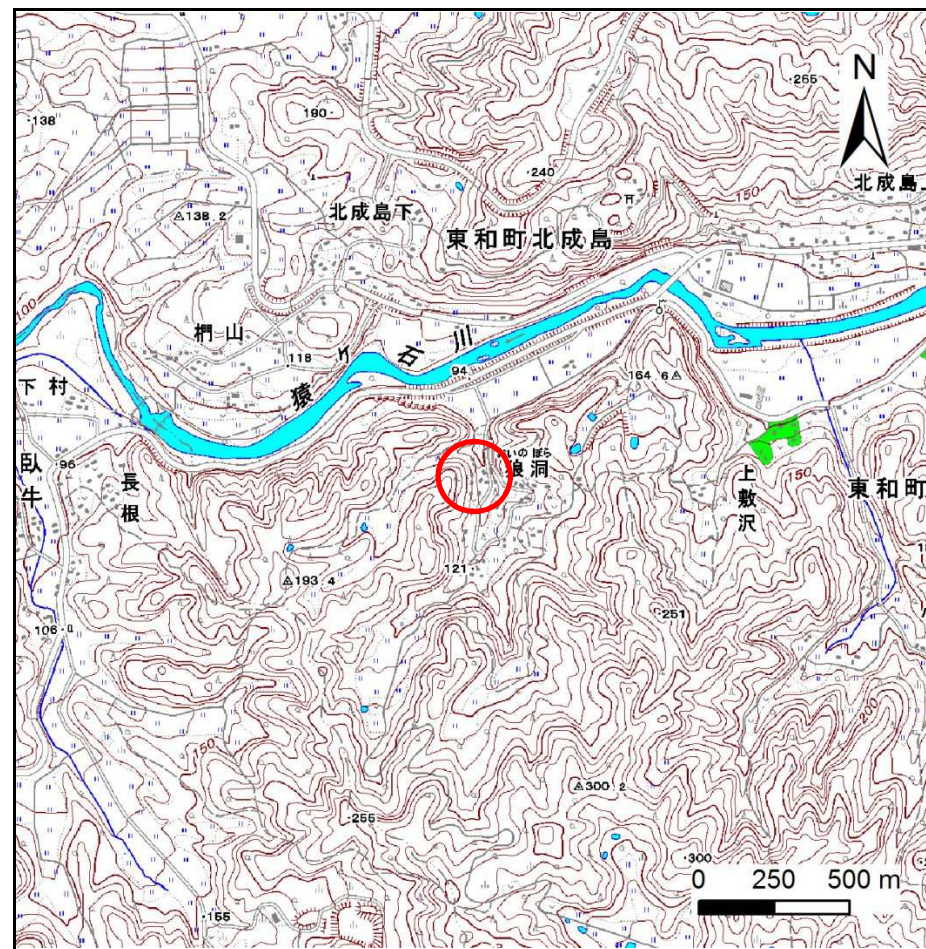 ・265
N
・138
190・
・240
150
北成島
北成島下
△138.2
東和町北成島
100
椚山
118
猿ヶ石川
94
164.6△
下村
・96
臥牛
長根
いのぼら
狼洞
上敷沢
150
東和町
121
△193.4
・251
106
150
200
△300.2
・255
・300
0 250 500 m
・155